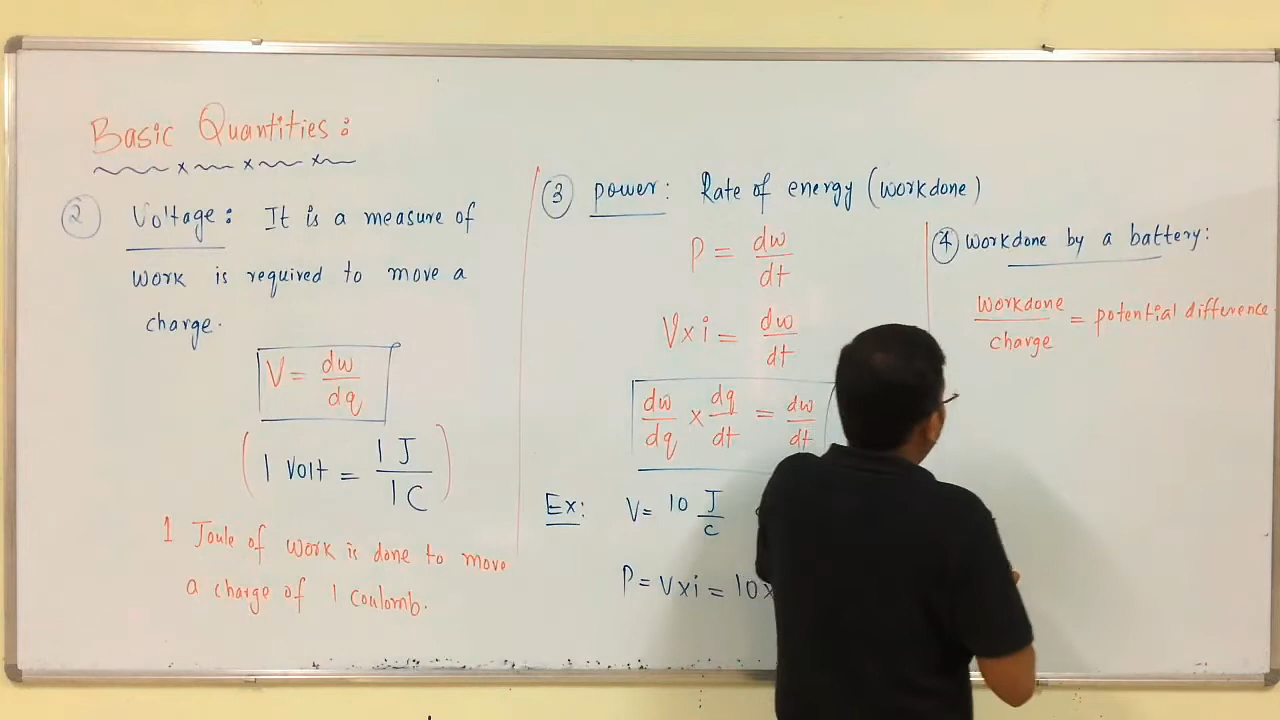 Basic Quantities:
② Voltage: It is a measure of
work is required to move a
charge.
V = dw/dq
(1 Volt = 1 J / 1 C)
1 Joule of work is done to move
a charge of 1 coulomb.
③ power: Rate of energy (workdone)
P = dw/dt
V x i = dw/dt
dw/dq x dq/dt = dw/dt
Ex: V = 10 J/C
P = V x i = 10 x
④ workdone by a battery:
workdone / charge = potential difference